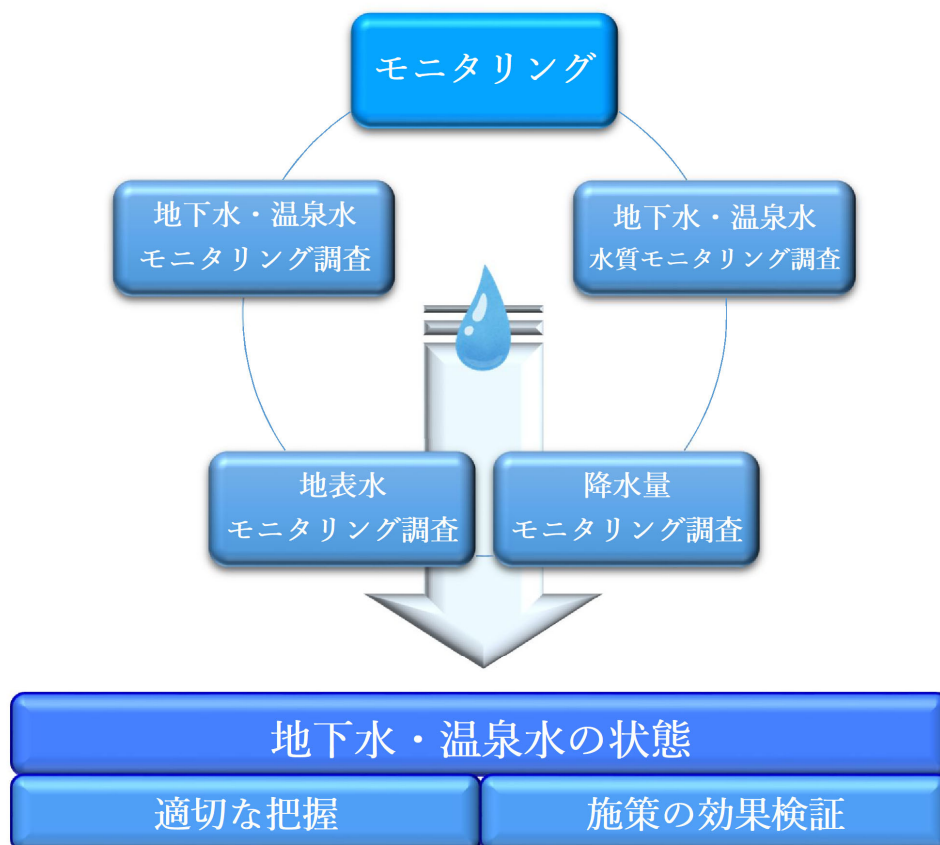 モニタリング
地下水・温泉水
モニタリング調査
地下水・温泉水
水質モニタリング調査
地表水
モニタリング調査
降水量
モニタリング調査
地下水・温泉水の状態
適切な把握
施策の効果検証